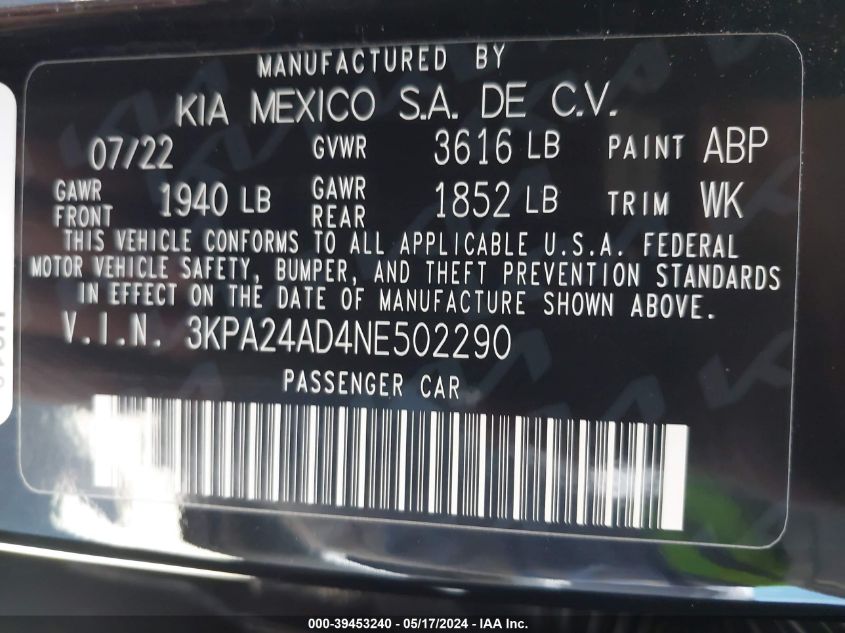 MANUFACTURED BY
KIA MEXICO S.A. DE C.V.
07/22 GVWR 3616 LB PAINT ABP
GAWR FRONT 1940 LB GAWR REAR 1852 LB TRIM WK
THIS VEHICLE CONFORMS TO ALL APPLICABLE U.S.A. FEDERAL
MOTOR VEHICLE SAFETY, BUMPER, AND THEFT PREVENTION STANDARDS
IN EFFECT ON THE DATE OF MANUFACTURE SHOWN ABOVE.
V.I.N. 3KPA24AD4NE502290
PASSENGER CAR
000-39453240 - 05/17/2024 - IAA Inc.